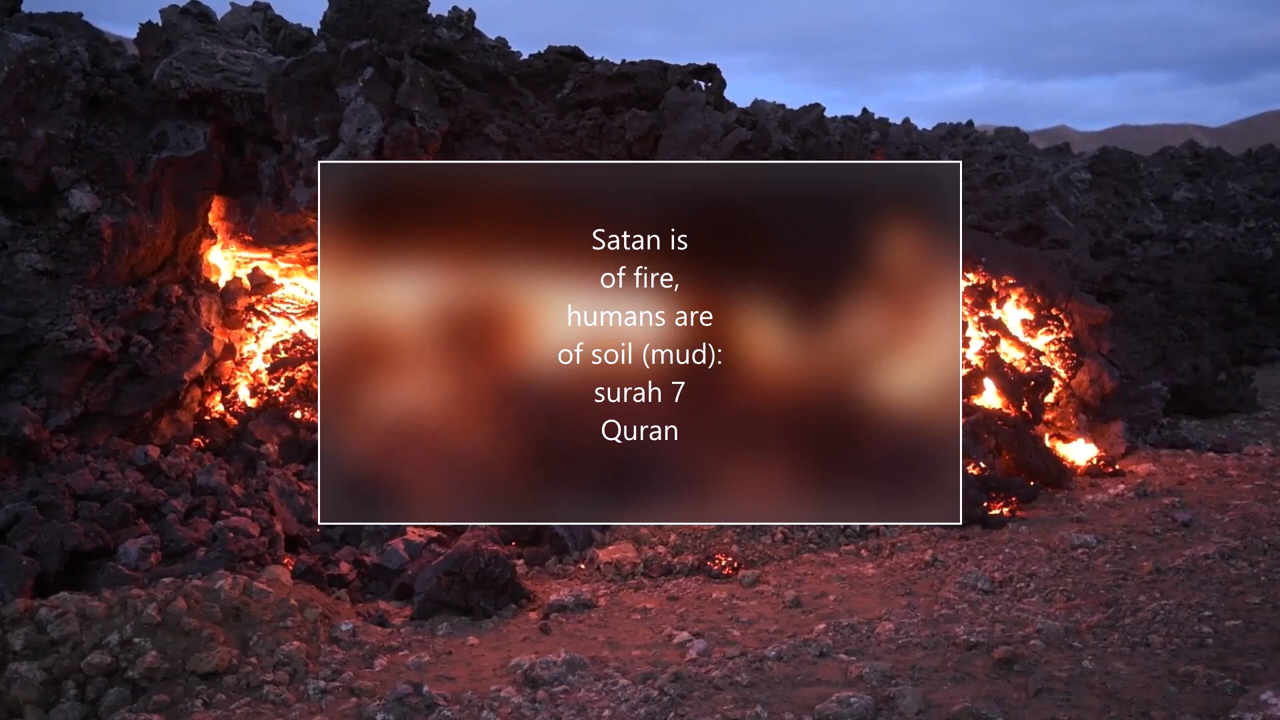 Satan is
of fire,
humans are
of soil (mud):
surah 7
Quran